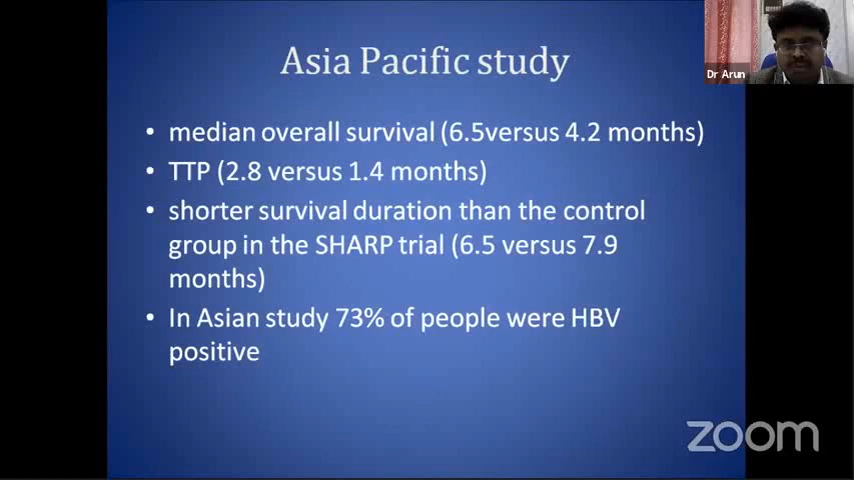 Asia Pacific study
Dr Arun
• median overall survival (6.5versus 4.2 months)
• TTP (2.8 versus 1.4 months)
• shorter survival duration than the control
group in the SHARP trial (6.5 versus 7.9
months)
• In Asian study 73% of people were HBV
positive
zoom